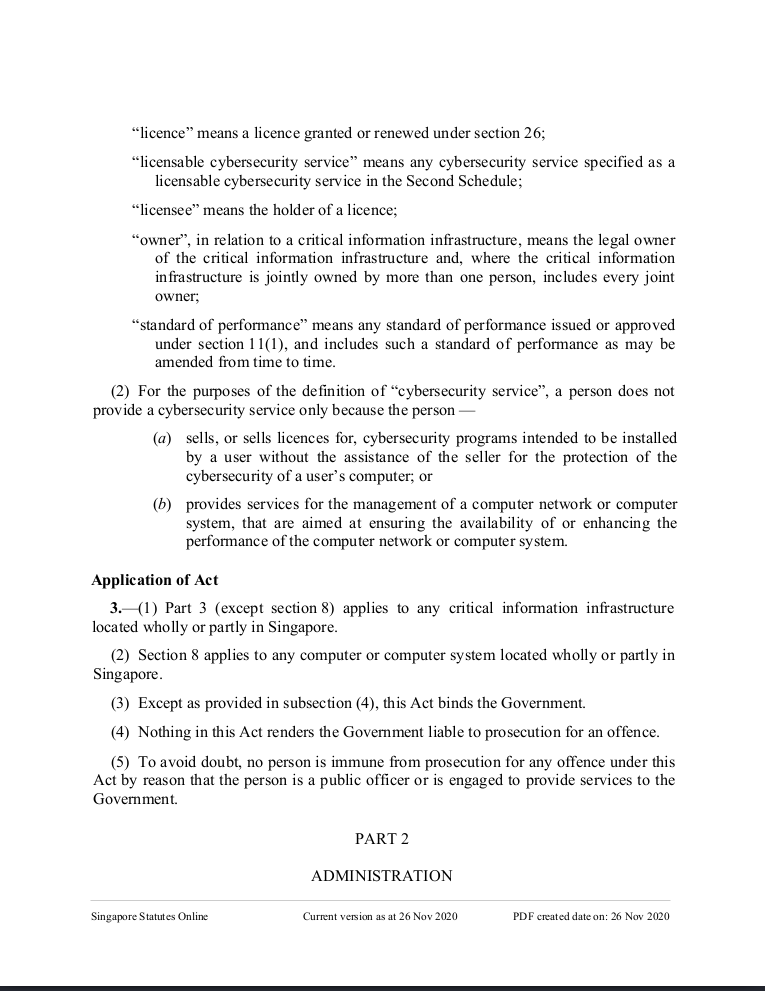 “licence” means a licence granted or renewed under section 26;
“licensable cybersecurity service” means any cybersecurity service specified as a
licensable cybersecurity service in the Second Schedule;
“licensee” means the holder of a licence;
“owner”, in relation to a critical information infrastructure, means the legal owner
of the critical information infrastructure and, where the critical information
infrastructure is jointly owned by more than one person, includes every joint
owner;
“standard of performance” means any standard of performance issued or approved
under section 11(1), and includes such a standard of performance as may be
amended from time to time.
(2) For the purposes of the definition of “cybersecurity service”, a person does not
provide a cybersecurity service only because the person —
(a) sells, or sells licences for, cybersecurity programs intended to be installed
by a user without the assistance of the seller for the protection of the
cybersecurity of a user’s computer; or
(b) provides services for the management of a computer network or computer
system, that are aimed at ensuring the availability of or enhancing the
performance of the computer network or computer system.
Application of Act
3.—(1) Part 3 (except section 8) applies to any critical information infrastructure
located wholly or partly in Singapore.
(2) Section 8 applies to any computer or computer system located wholly or partly in
Singapore.
(3) Except as provided in subsection (4), this Act binds the Government.
(4) Nothing in this Act renders the Government liable to prosecution for an offence.
(5) To avoid doubt, no person is immune from prosecution for any offence under this
Act by reason that the person is a public officer or is engaged to provide services to the
Government.
PART 2
ADMINISTRATION
Singapore Statutes Online Current version as at 26 Nov 2020 PDF created date on: 26 Nov 2020